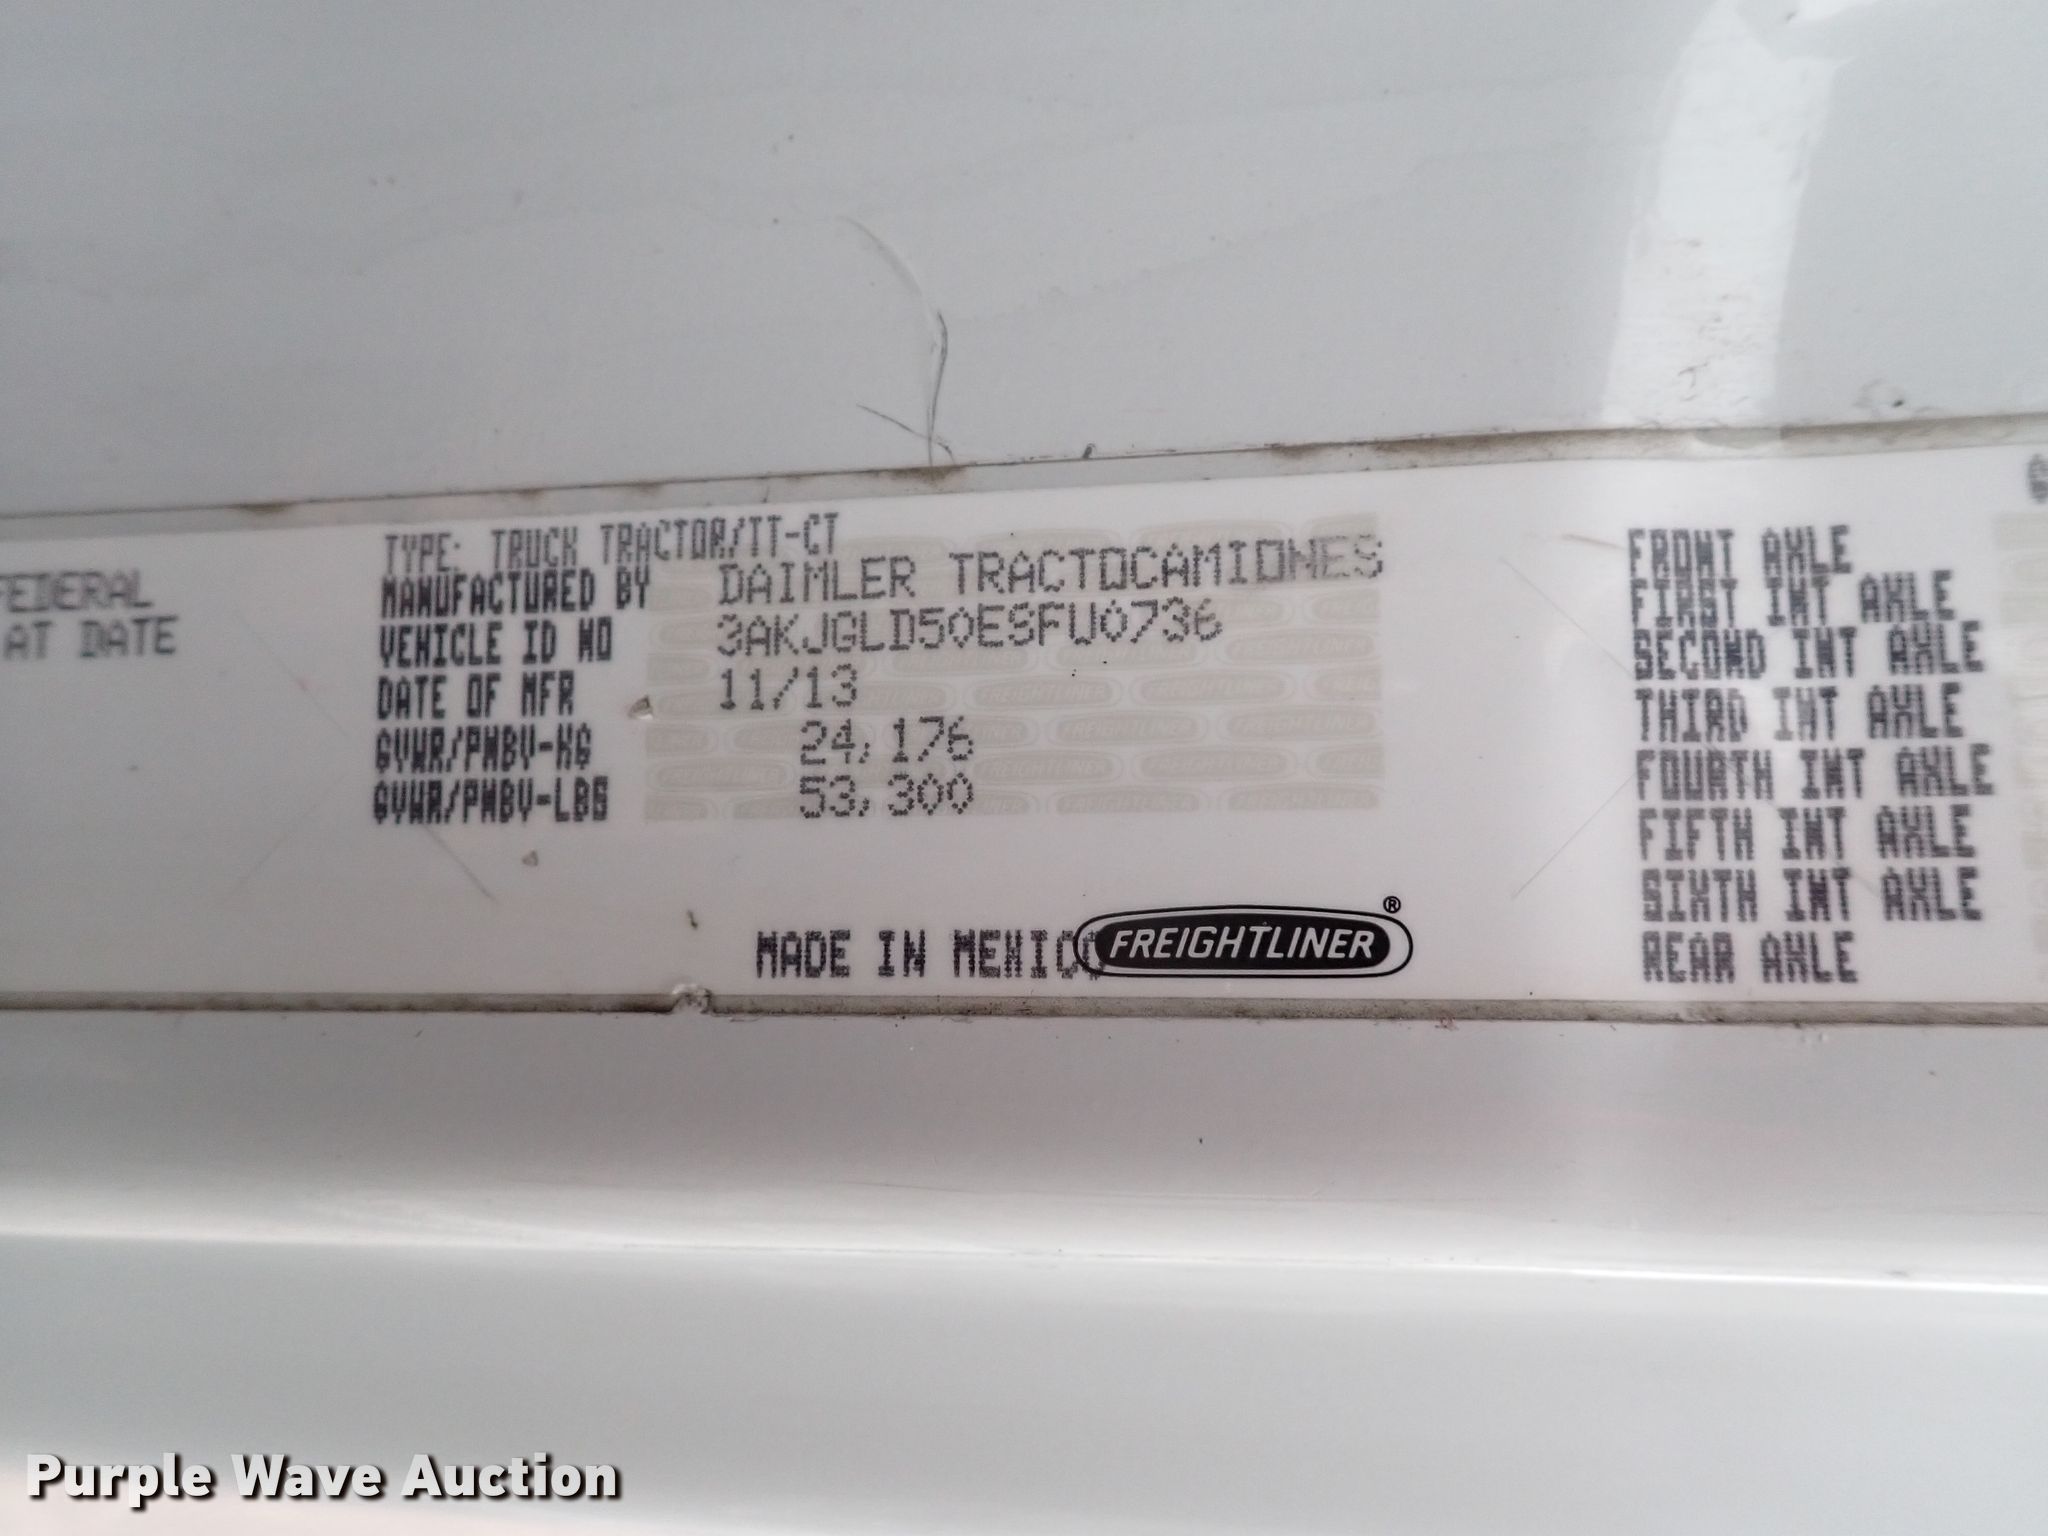 FEDERAL
AT DATE
TYPE: TRUCK TRACTOR/TT-CT
MANUFACTURED BY DAIMLER TRACTOCAMIONES
VEHICLE ID NO 3AKJGLD50ESFU0736
DATE OF MFR 11/13
GVWR/PNBV-KG 24,176
GVWR/PNBV-LBS 53,300
MADE IN MEXICO
FREIGHTLINER®
FRONT AXLE
FIRST INT AXLE
SECOND INT AXLE
THIRD INT AXLE
FOURTH INT AXLE
FIFTH INT AXLE
SIXTH INT AXLE
REAR AXLE
Purple Wave Auction